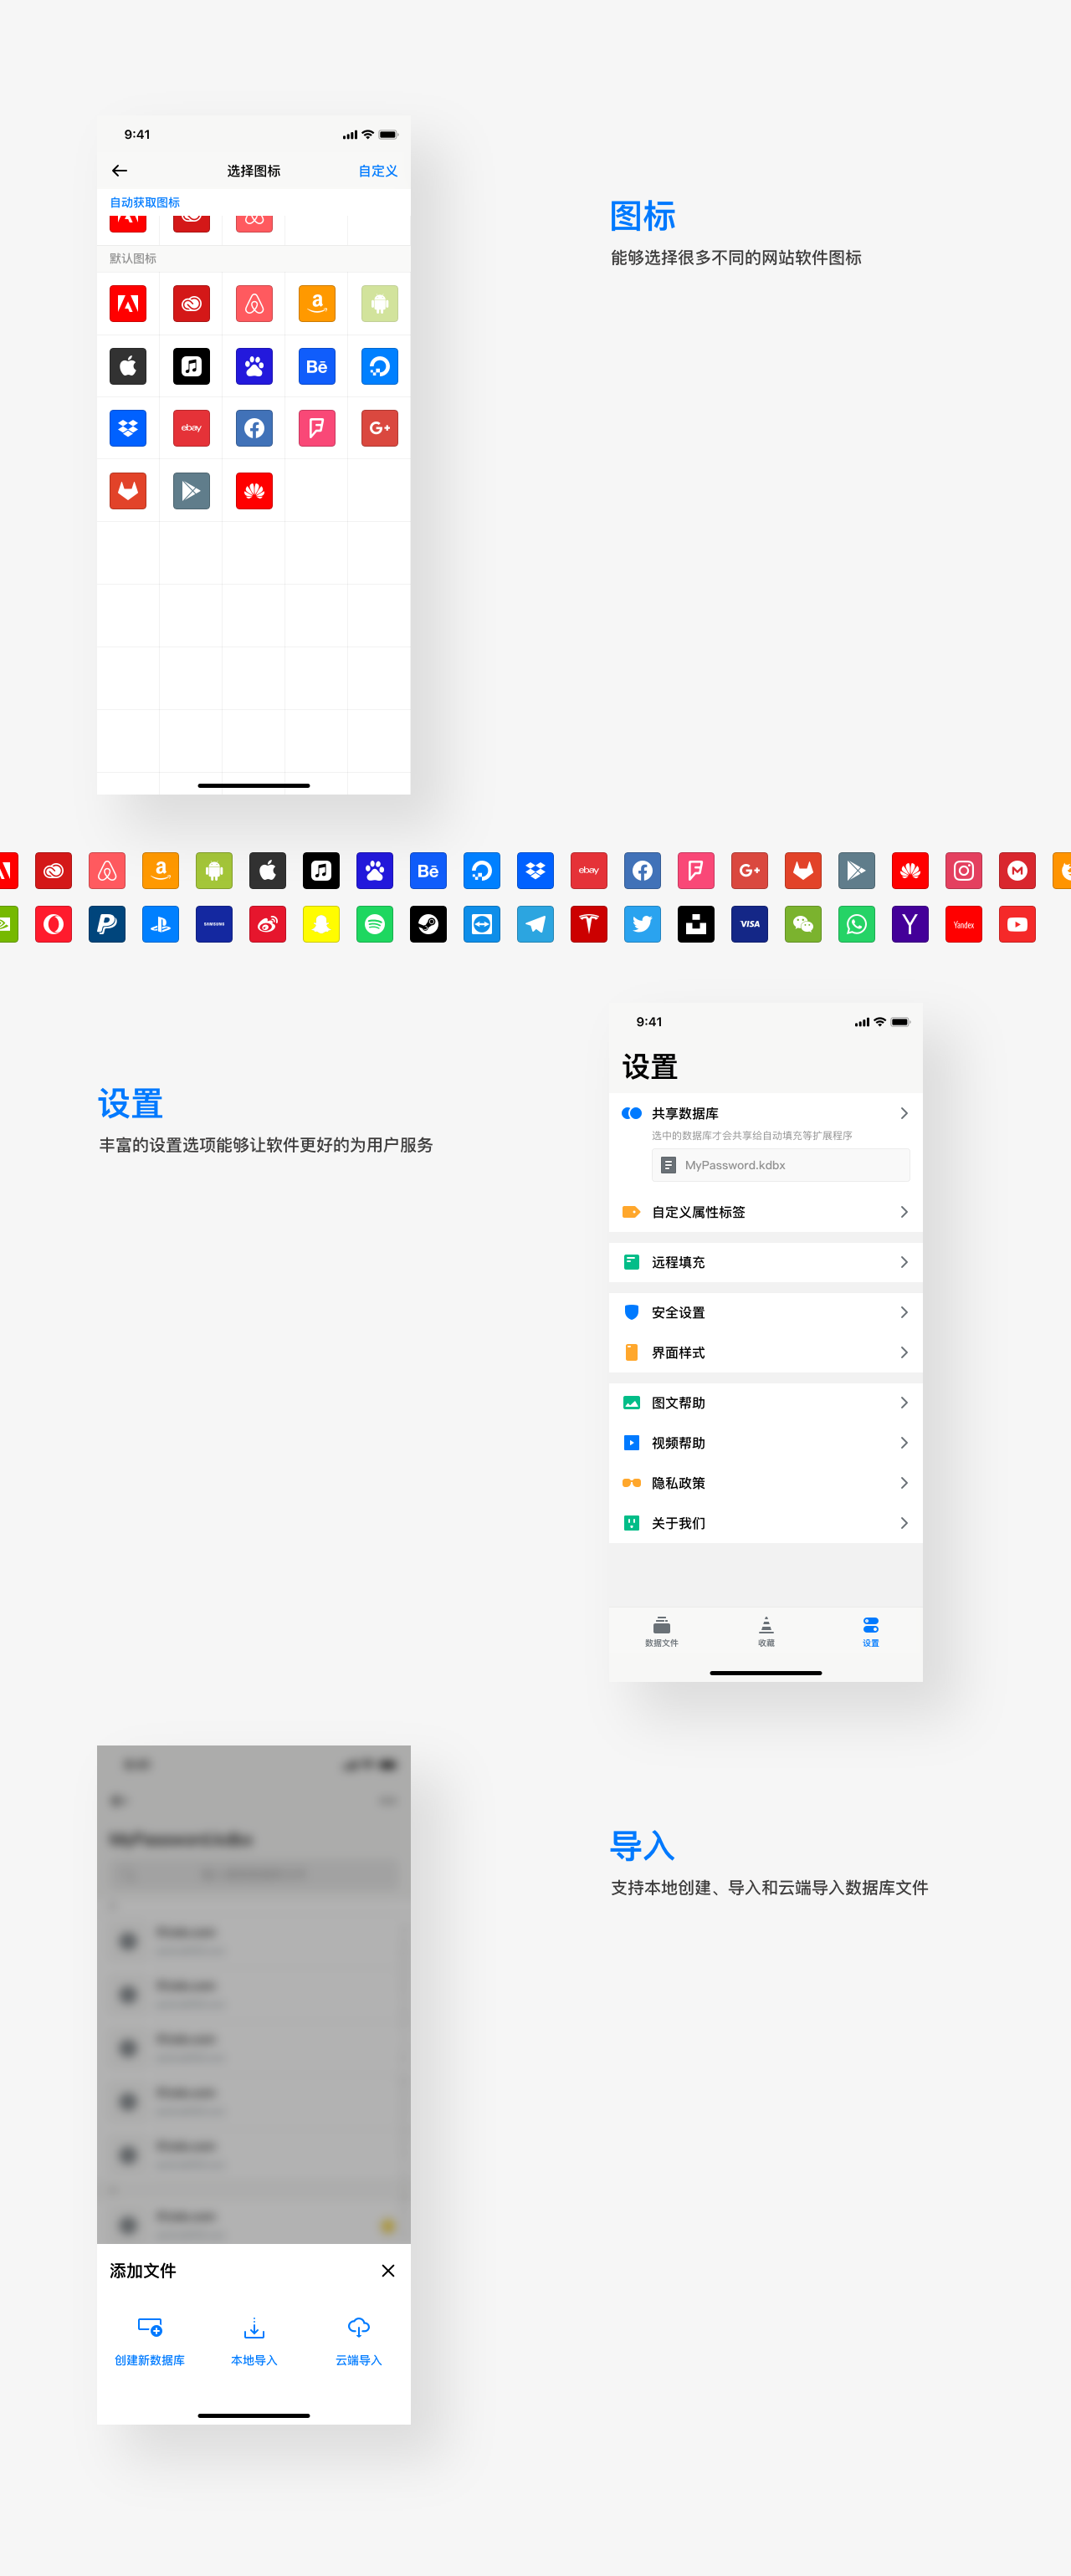 9:41
选择图标
自定义
自动获取图标
默认图标
a
Bē
ebay
G+
图标
能够选择很多不同的网站软件图标
a
Bē
ebay
G+
M
SAMSUNG
VISA
Y
Yandex
设置
丰富的设置选项能够让软件更好的为用户服务
9:41
设置
共享数据库
选中的数据库才会共享给自动填充等扩展程序
MyPassword.kdbx
自定义属性标签
远程填充
安全设置
界面样式
图文帮助
视频帮助
隐私政策
关于我们
数据文件
收藏
设置
导入
支持本地创建、导入和云端导入数据库文件
添加文件
创建新数据库
本地导入
云端导入